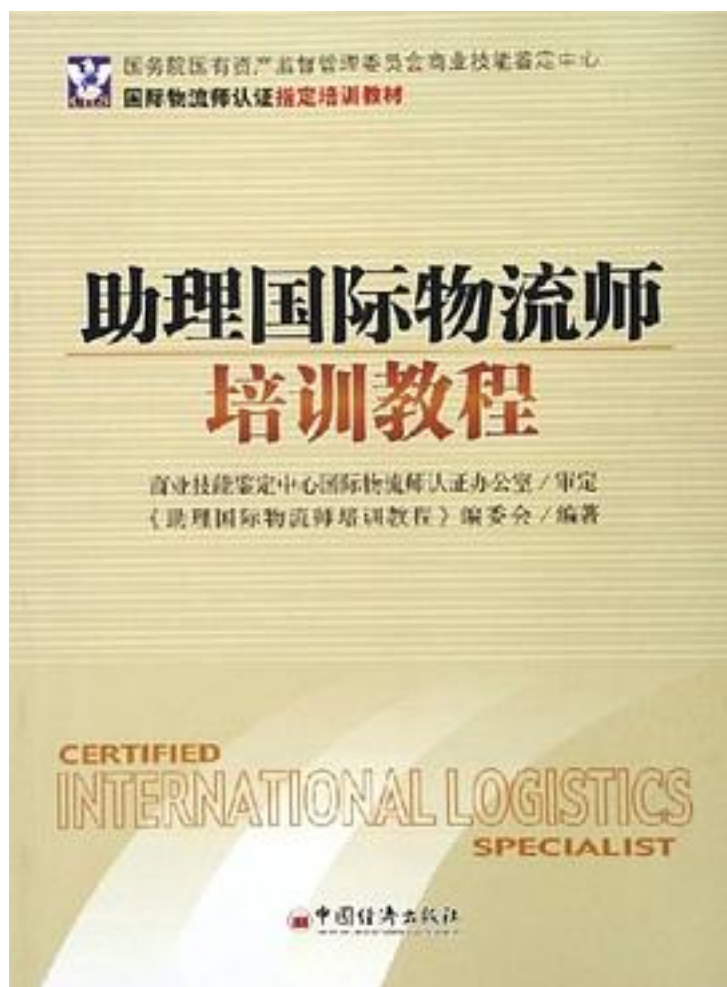 国务院国有资产监督管理委员会商业技能鉴定中心
国际物流师认证指定培训教材
助理国际物流师
培训教程
商业技能鉴定中心国际物流师认证办公室/审定
《助理国际物流师培训教程》编委会/编著
CERTIFIED
INTERNATIONAL LOGISTICS
SPECIALIST
中国经济出版社